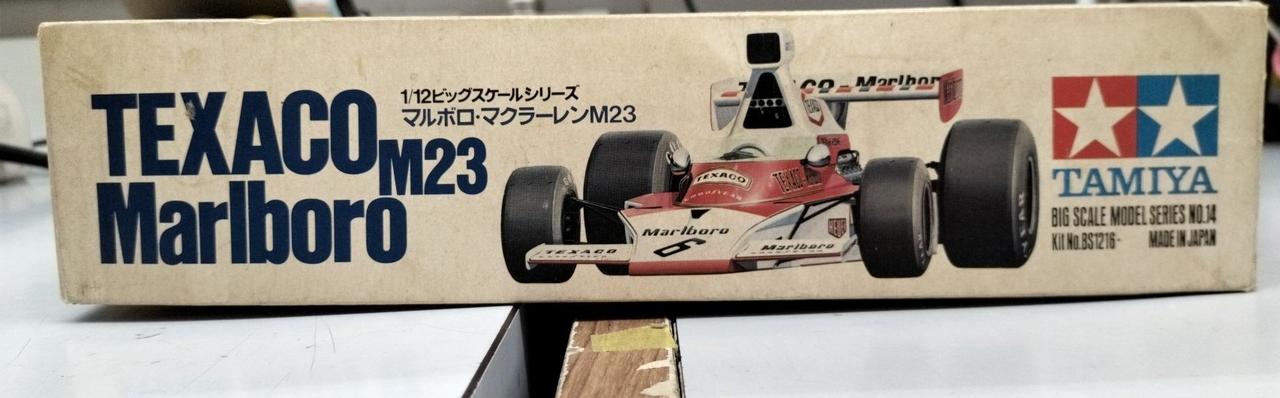 TEXACO
M23
Marlboro
1/12ビッグスケールシリーズ
マルボロ・マクラーレンM23
TEXACO
GOODYEAR
Marlboro
6
TEXACO
Marlboro
TAMIYA
BIG SCALE MODEL SERIES NO.14
Kit No.BS1216- MADE IN JAPAN